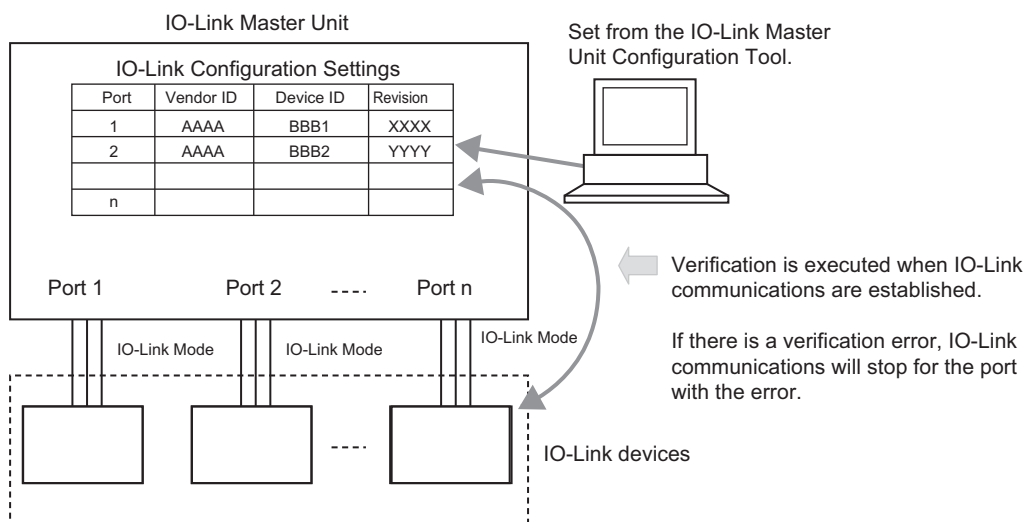 IO-Link Master Unit
Set from the IO-Link Master
Unit Configuration Tool.
IO-Link Configuration Settings
Port Vendor ID Device ID Revision
1 AAAA BBB1 XXXX
2 AAAA BBB2 YYYY
n
Port 1 Port 2 ---- Port n
Verification is executed when IO-Link
communications are established.
IO-Link Mode IO-Link Mode IO-Link Mode
If there is a verification error, IO-Link
communications will stop for the port
with the error.
----
IO-Link devices